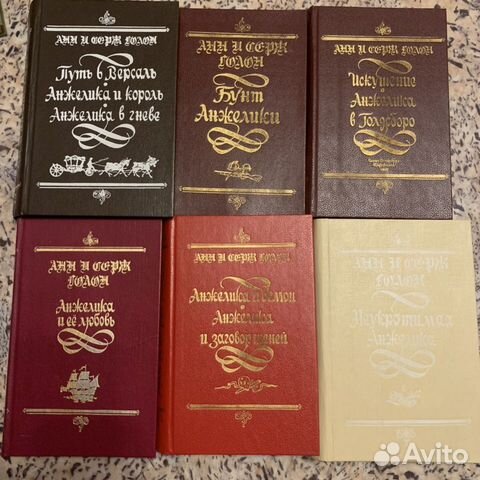 АНН И СЕРЖ ГОЛОН
Путь в Версаль
Анжелика и король
Анжелика в гневе
АНН И СЕРЖ
ГОЛОН
Бунт
Анжелики
АНН И СЕРЖ ГОЛОН
Искушение
Анжелика
в Голдсборо
АНН И СЕРЖ
ГОЛОН
Анжелика
и её любовь
АНН И СЕРЖ ГОЛОН
Анжелика и демон
Анжелика
и заговор теней
АНН И СЕРЖ
ГОЛОН
Неукротимая
Анжелика
Avito